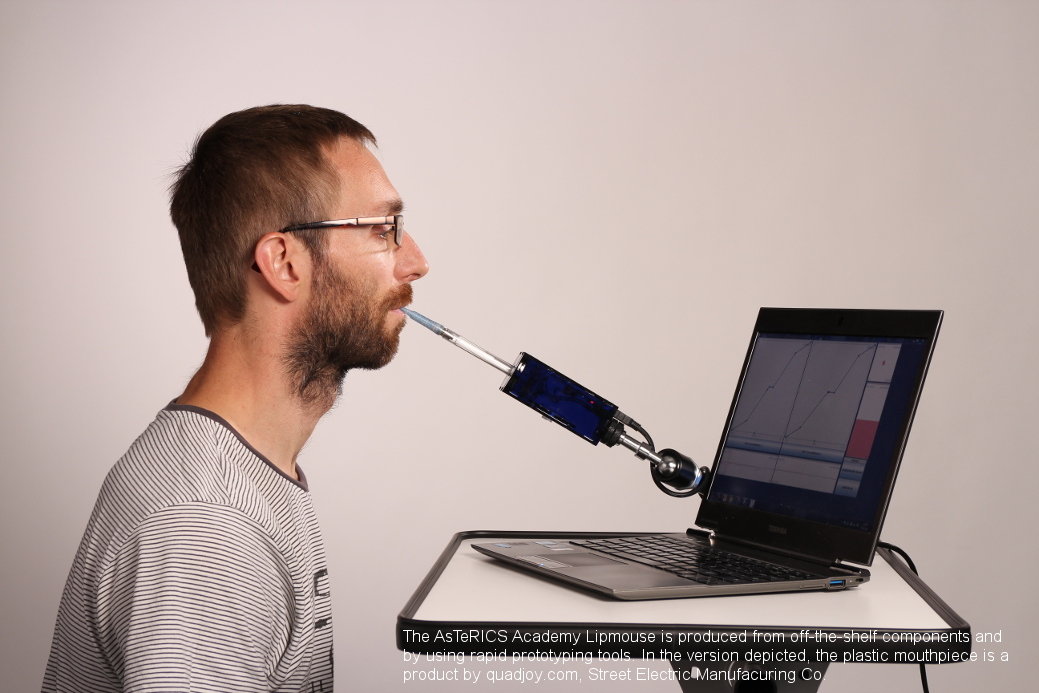 TOSHIBA
The AsTeRICS Academy Lipmouse is produced from off-the-shelf components and
by using rapid prototyping tools. In the version depicted, the plastic mouthpiece is a
product by quadjoy.com, Street Electric Manufacuring Co